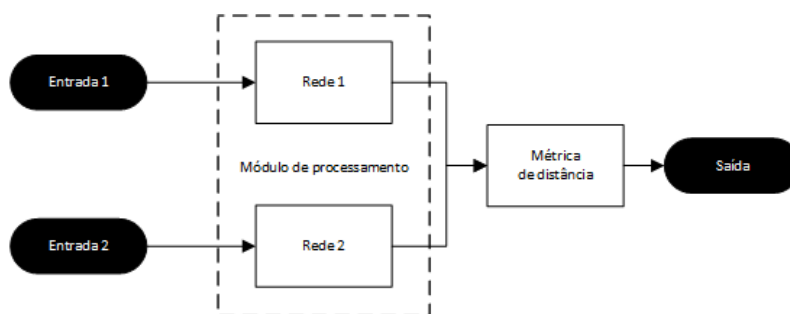 Entrada 1
Rede 1
Módulo de processamento
Métrica
de distância
Saída
Entrada 2
Rede 2